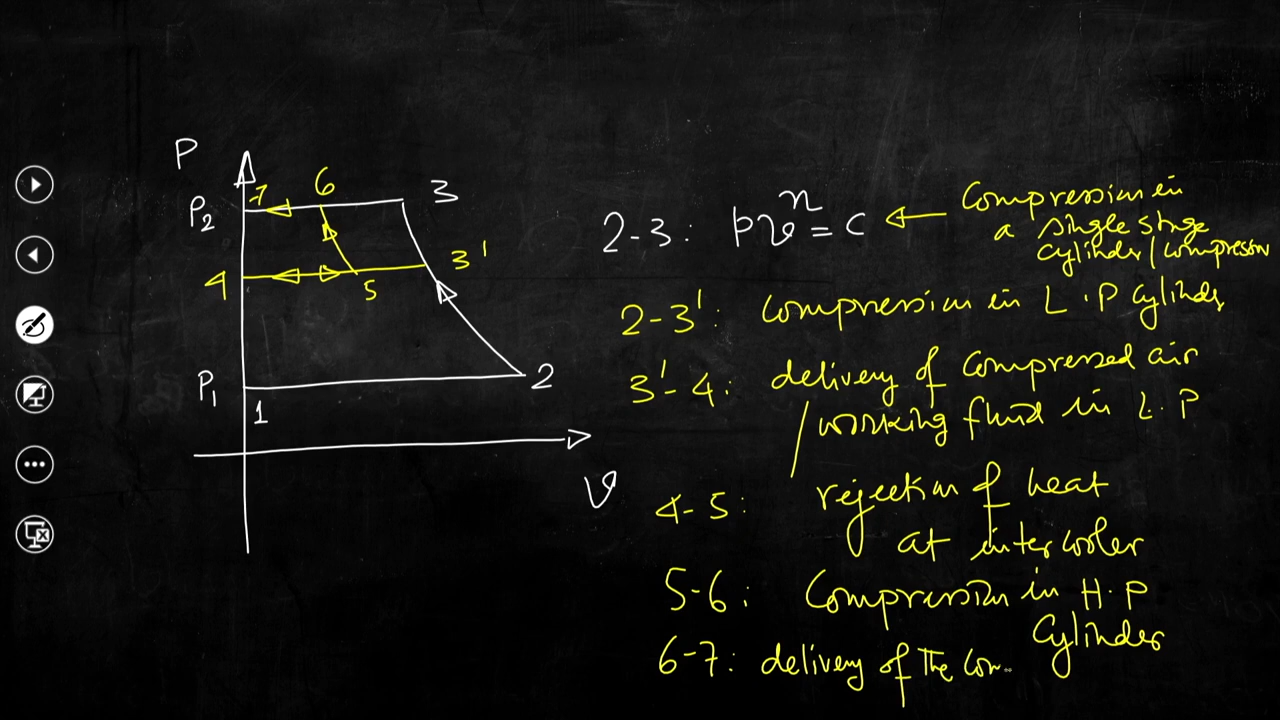 P
P₂
7
6
3
4
5
3'
P₁
1
2
V
2-3: pvⁿ = C ← Compression in
a single stage
cylinder/compressor
2-3': compression in L.P Cylinder
3'-4: delivery of compressed air
/working fluid in L.P
4-5: rejection of heat
at intercooler
5-6: Compression in H.P
Cylinder
6-7: delivery of the com..